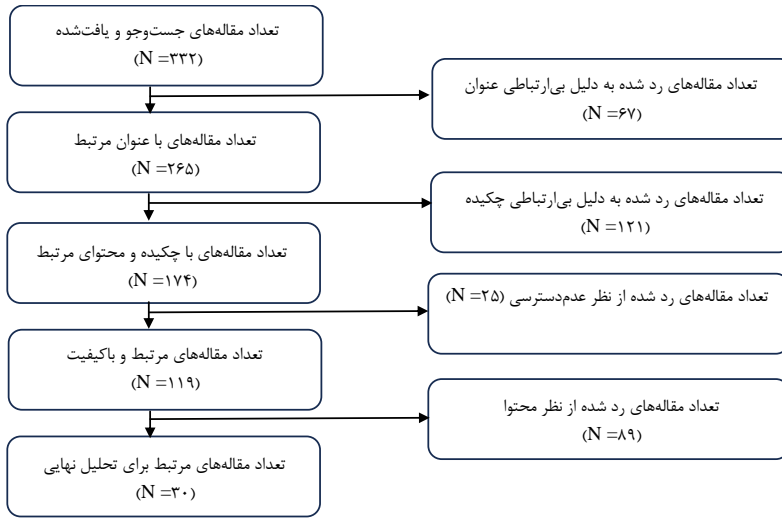 تعداد مقاله‌های جست‌وجو و یافت‌شده
(N =۳۳۲)
تعداد مقاله‌های رد شده به دلیل بی‌ارتباطی عنوان
(N =۶۷)
تعداد مقاله‌های با عنوان مرتبط
(N =۲۶۵)
تعداد مقاله‌های رد شده به دلیل بی‌ارتباطی چکیده
(N =۱۲۱)
تعداد مقاله‌های با چکیده و محتوای مرتبط
(N =۱۷۴)
تعداد مقاله‌های رد شده از نظر عدم‌دسترسی (N =۲۵)
تعداد مقاله‌های مرتبط و باکیفیت
(N =۱۱۹)
تعداد مقاله‌های رد شده از نظر محتوا
(N =۸۹)
تعداد مقاله‌های مرتبط برای تحلیل نهایی
(N =۳۰)